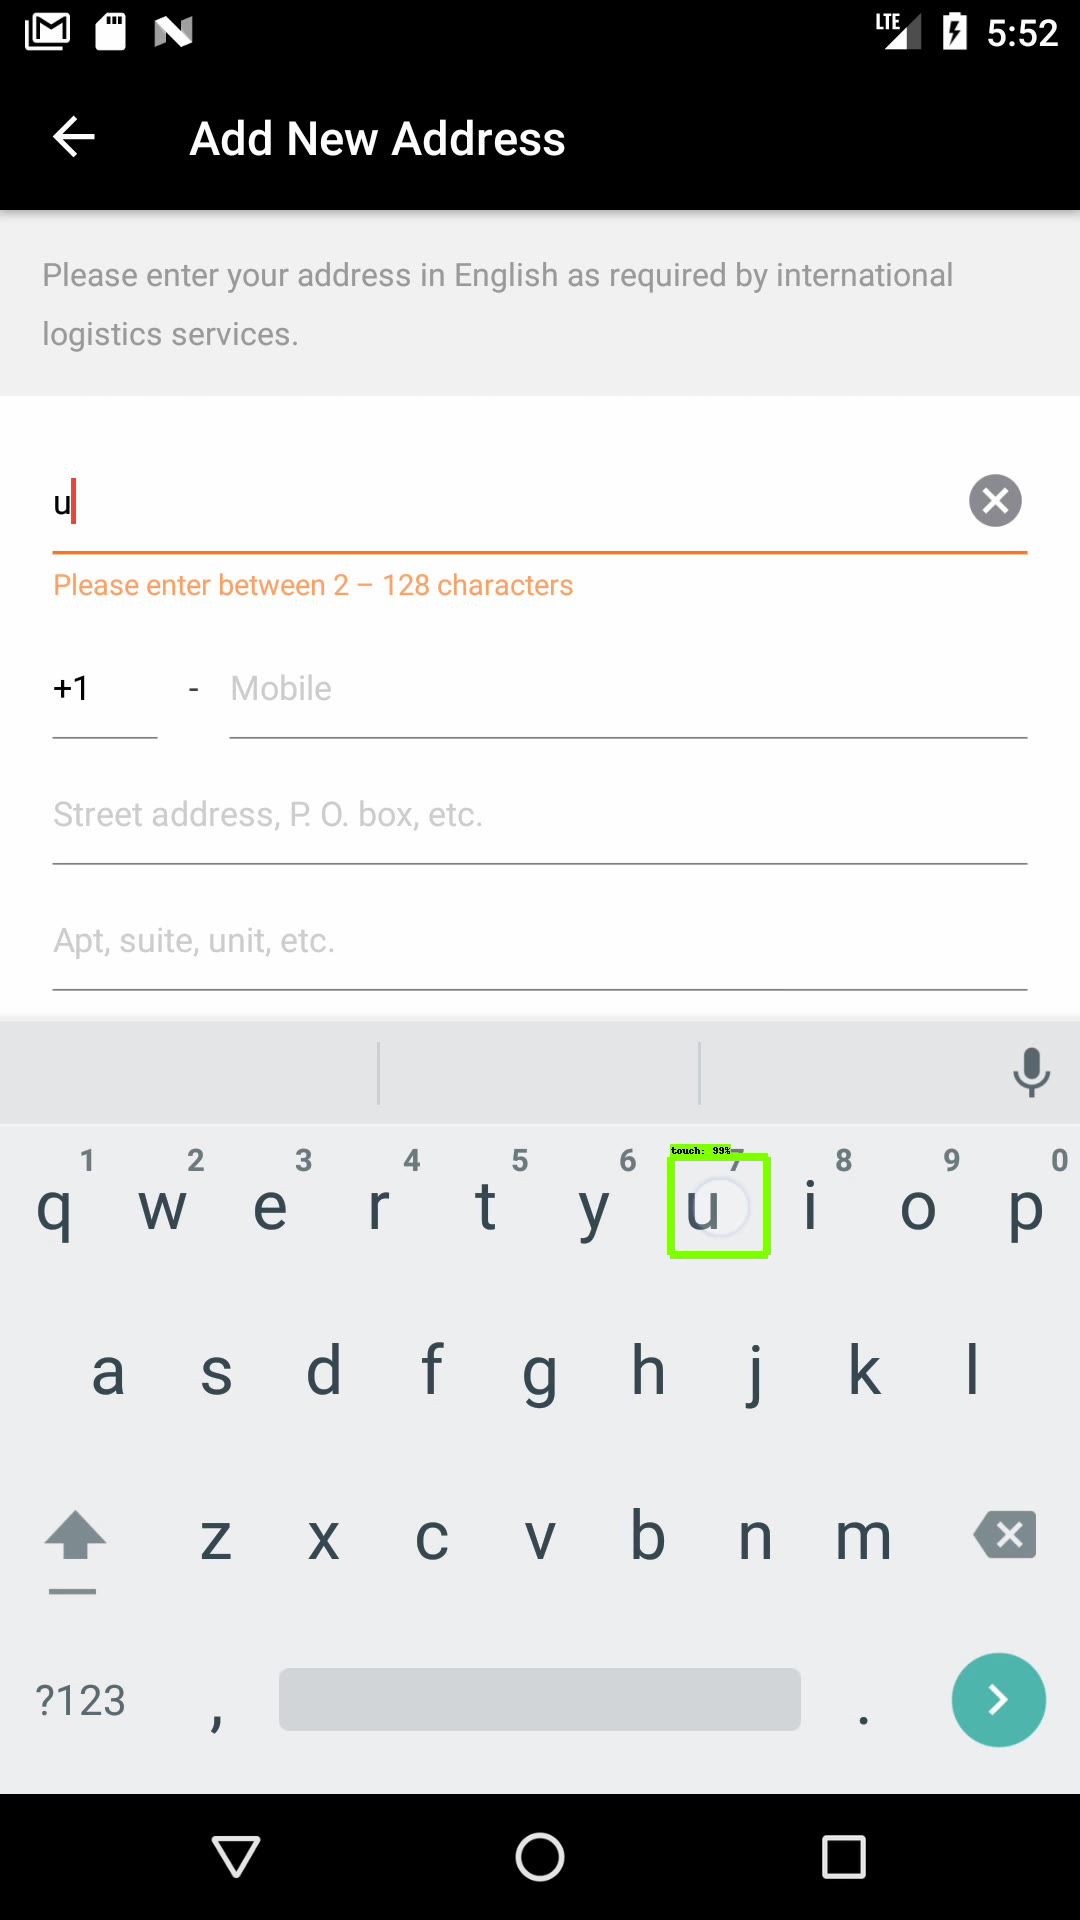 LTE 5:52
Add New Address
Please enter your address in English as required by international
logistics services.
u
Please enter between 2 – 128 characters
+1 - Mobile
Street address, P. O. box, etc.
Apt, suite, unit, etc.
touch: 99%
1 2 3 4 5 6 7 8 9 0
q w e r t y u i o p
a s d f g h j k l
z x c v b n m
?123 , .